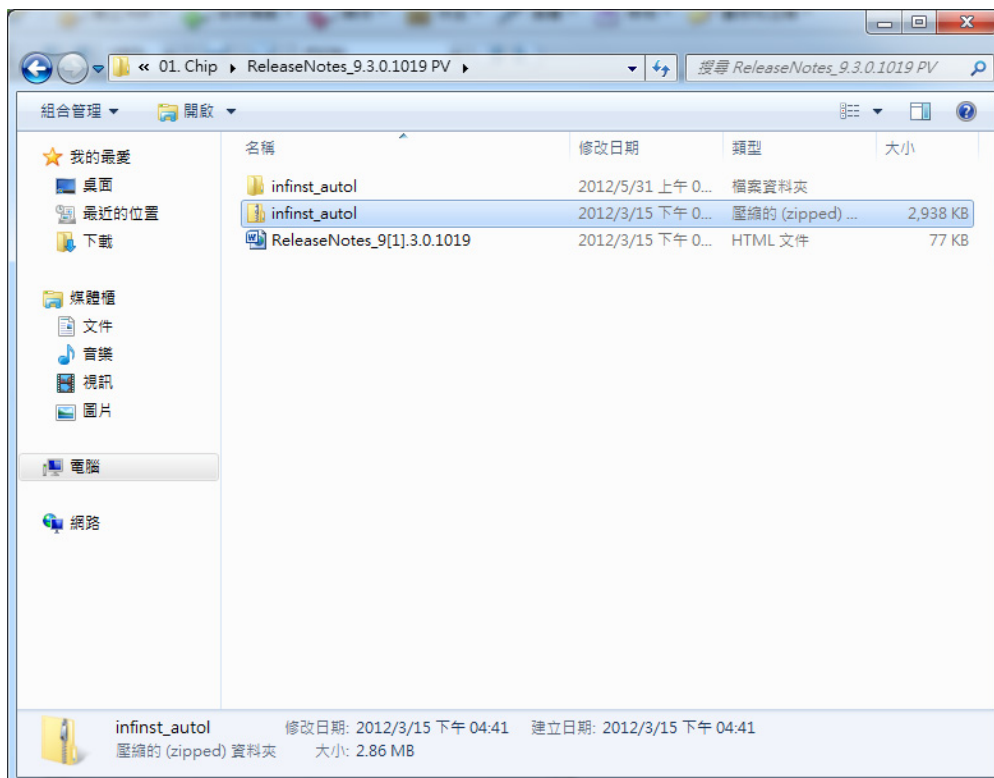 « 01. Chip ▸ ReleaseNotes_9.3.0.1019 PV ▸
搜尋 ReleaseNotes_9.3.0.1019 PV
組合管理 ▼ 開啟 ▼
名稱 修改日期 類型 大小
我的最愛
桌面
最近的位置
下載
媒體櫃
文件
音樂
視訊
圖片
電腦
網路
infinst_autol 2012/5/31 上午 0... 檔案資料夾
infinst_autol 2012/3/15 下午 0... 壓縮的 (zipped) ... 2,938 KB
ReleaseNotes_9[1].3.0.1019 2012/3/15 下午 0... HTML 文件 77 KB
infinst_autol 修改日期: 2012/3/15 下午 04:41 建立日期: 2012/3/15 下午 04:41
壓縮的 (zipped) 資料夾 大小: 2.86 MB